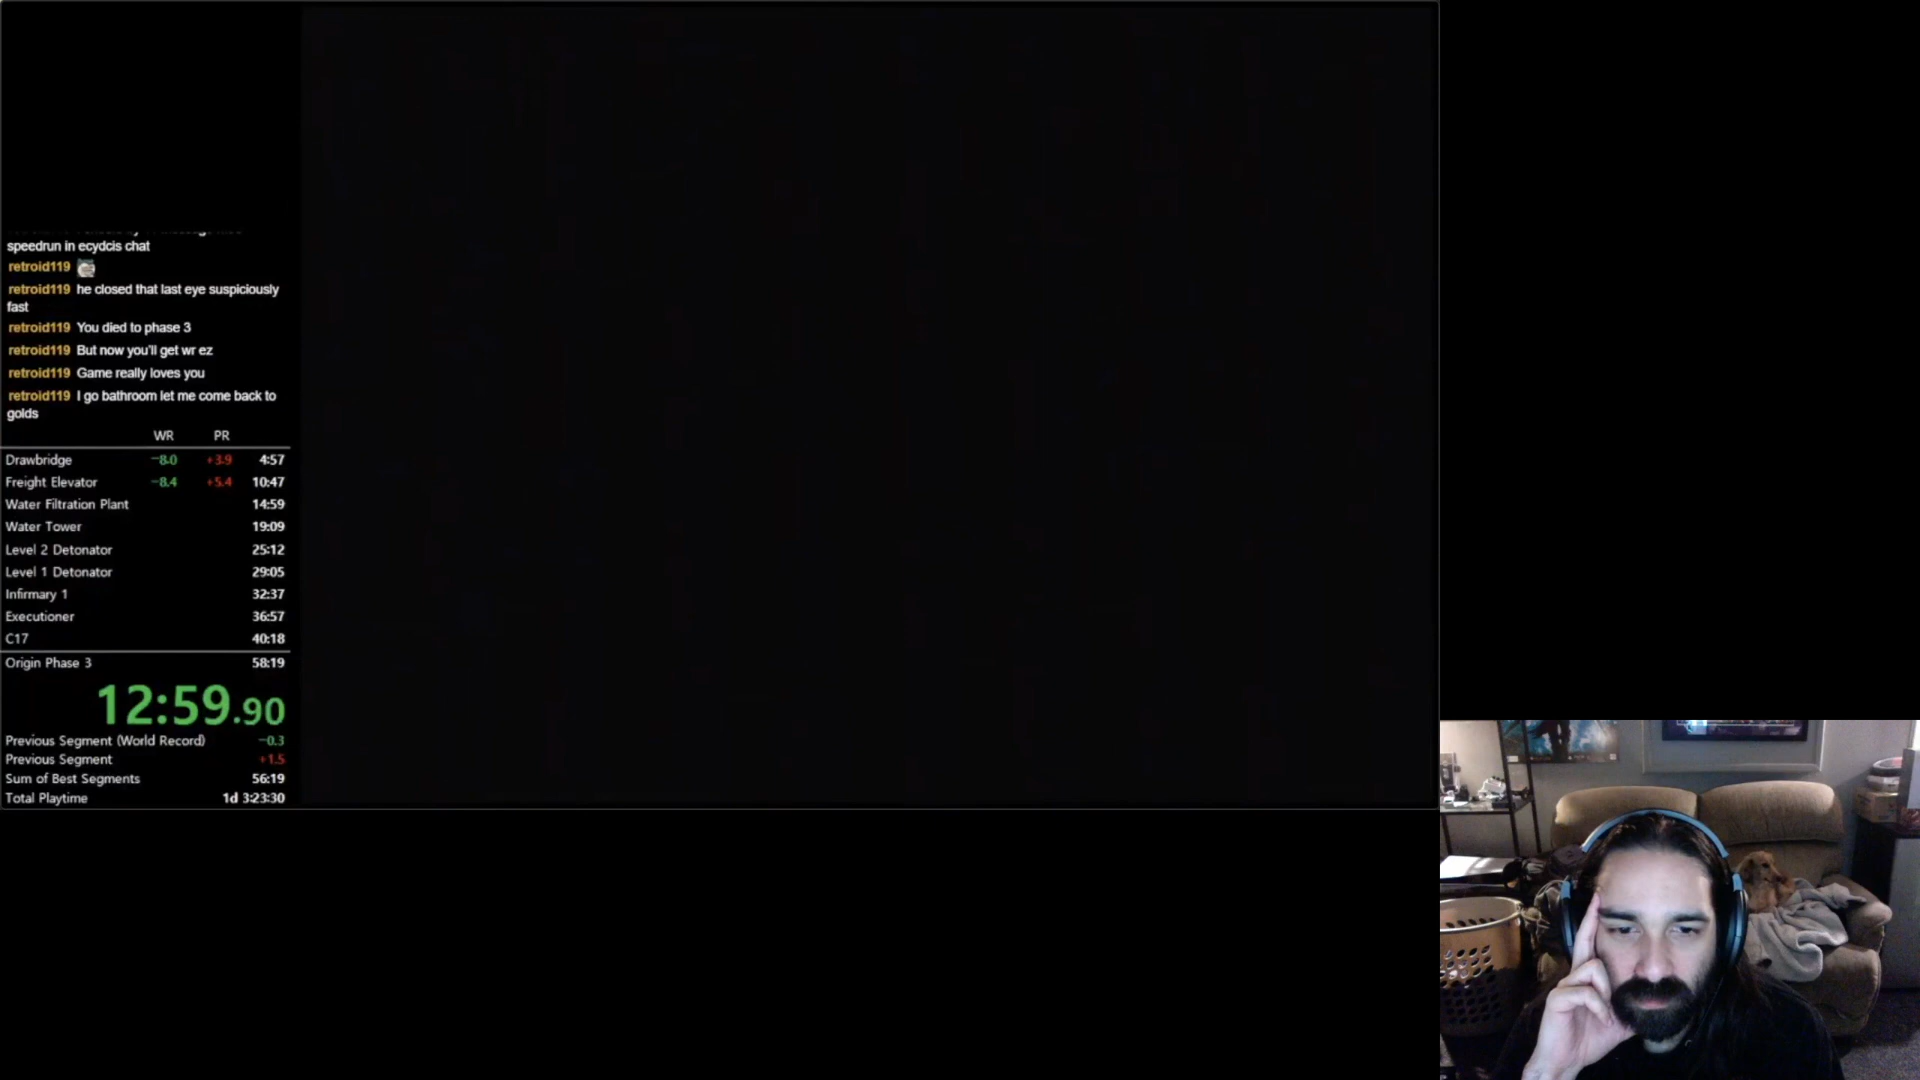 speedrun in ecydcis chat
retroid119
retroid119 he closed that last eye suspiciously
fast
retroid119 You died to phase 3
retroid119 But now you'll get wr ez
retroid119 Game really loves you
retroid119 I go bathroom let me come back to
golds
WR PR
Drawbridge −8.0 +3.9 4:57
Freight Elevator −8.4 +5.4 10:47
Water Filtration Plant 14:59
Water Tower 19:09
Level 2 Detonator 25:12
Level 1 Detonator 29:05
Infirmary 1 32:37
Executioner 36:57
C17 40:18
Origin Phase 3 58:19
12:59.90
Previous Segment (World Record) −0.3
Previous Segment +1.5
Sum of Best Segments 56:19
Total Playtime 1d 3:23:30